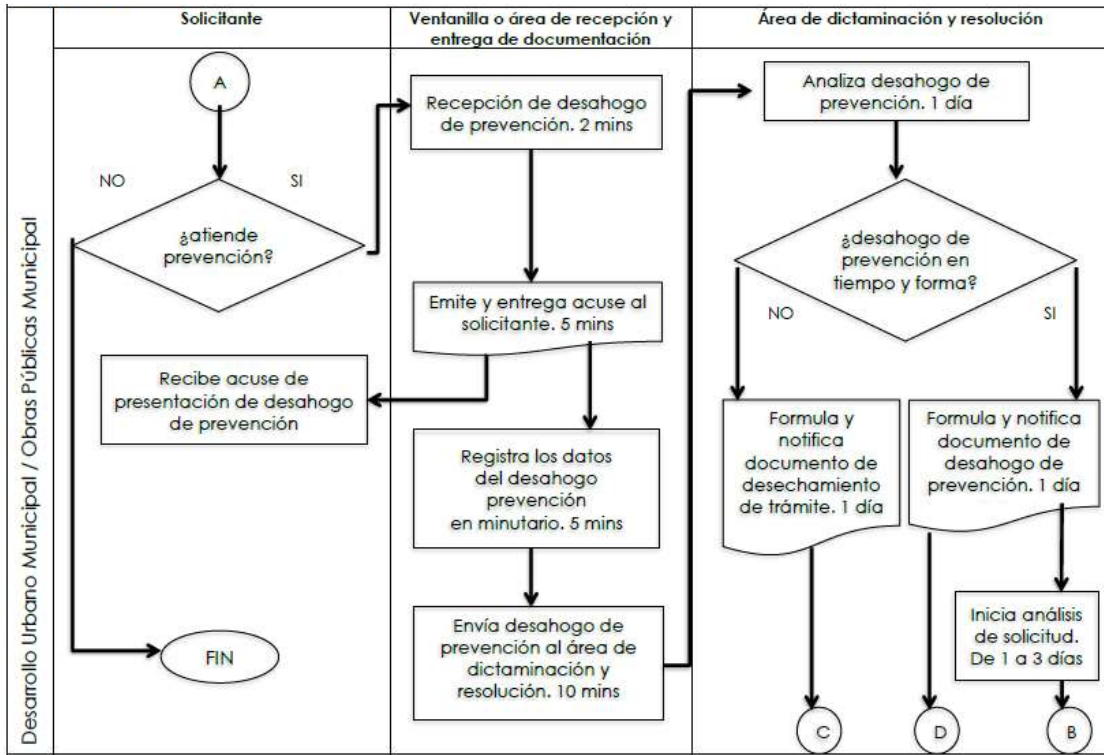 Solicitante
Ventanilla o área de recepción y
entrega de documentación
Área de dictaminación y resolución
Desarrollo Urbano Municipal / Obras Públicas Municipal
A
NO
SI
¿atiende
prevención?
Recibe acuse de
presentación de desahogo
de prevención
FIN
Recepción de desahogo
de prevención. 2 mins
Emite y entrega acuse al
solicitante. 5 mins
Registra los datos
del desahogo
prevención
en minutario. 5 mins
Envía desahogo de
prevención al área de
dictaminación y
resolución. 10 mins
Analiza desahogo de
prevención. 1 día
¿desahogo de
prevención en
tiempo y forma?
NO
SI
Formula y
notifica
documento de
desechamiento
de trámite. 1 día
Formula y notifica
documento de
desahogo de
prevención. 1 día
Inicia análisis
de solicitud.
De 1 a 3 días
C
D
B